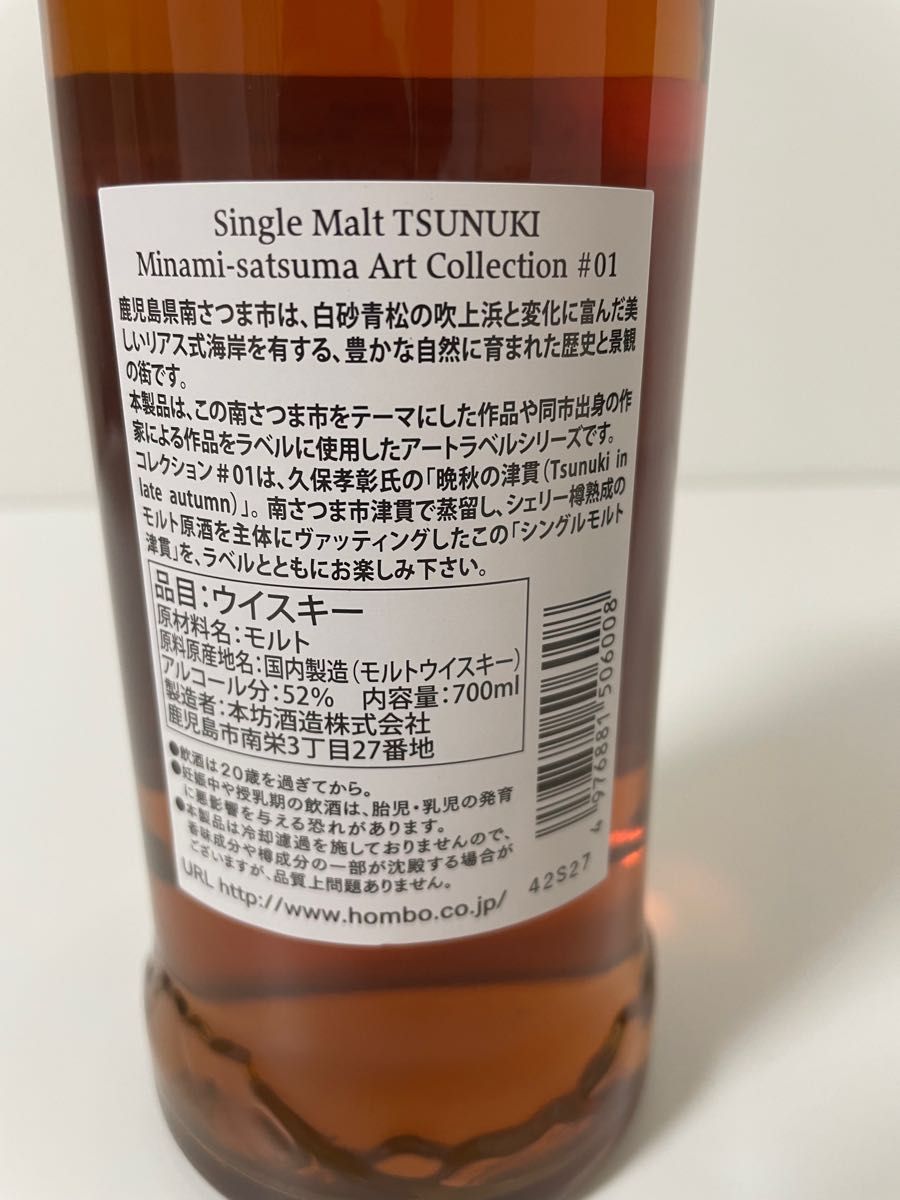 Single Malt TSUNUKI
Minami-satsuma Art Collection #01
鹿児島県南さつま市は、白砂青松の吹上浜と変化に富んだ美
しいリアス式海岸を有する、豊かな自然に育まれた歴史と景観
の街です。
本製品は、この南さつま市をテーマにした作品や同市出身の作
家による作品をラベルに使用したアートラベルシリーズです。
コレクション#01は、久保孝彰氏の「晩秋の津貫（Tsunuki in
late autumn）」。南さつま市津貫で蒸留し、シェリー樽熟成の
モルト原酒を主体にヴァッティングしたこの「シングルモルト
津貫」を、ラベルとともにお楽しみ下さい。
品目：ウイスキー
原材料名：モルト
原料原産地名：国内製造（モルトウイスキー）
アルコール分：52%　内容量：700ml
製造者：本坊酒造株式会社
鹿児島市南栄3丁目27番地
●飲酒は20歳を過ぎてから。
●妊娠中や授乳期の飲酒は、胎児・乳児の発育
に悪影響を与える恐れがあります。
●本製品は冷却濾過を施しておりませんので、
香味成分や樽成分の一部が沈殿する場合が
ございますが、品質上問題ありません。
URL http://www.hombo.co.jp/
42S27
4976881506008